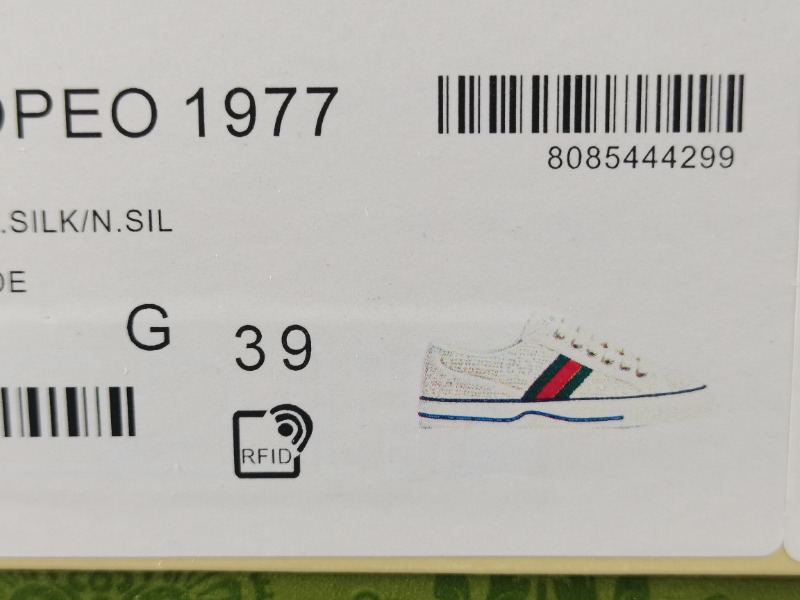 OPEO 1977
8085444299
.SILK/N.SIL
DE
G 39
RFID